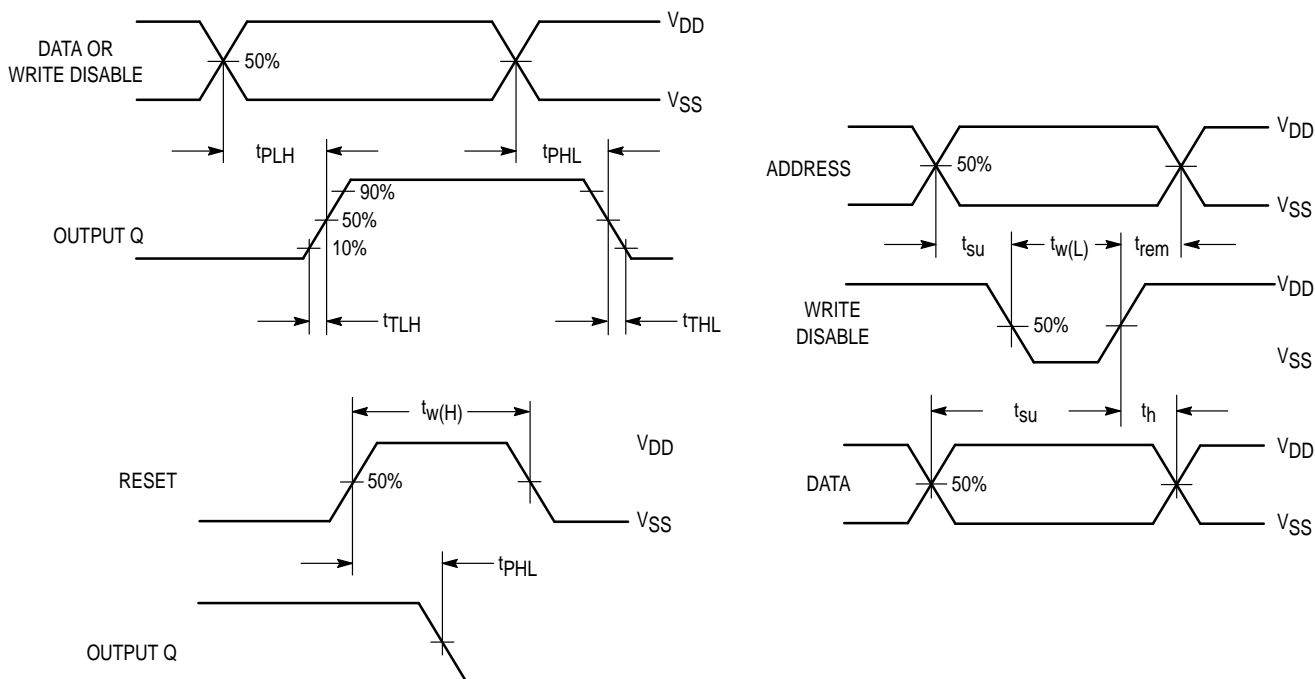 DATA OR
WRITE DISABLE
50%
VDD
VSS
tPLH
tPHL
OUTPUT Q
90%
50%
10%
tTLH
tTHL
RESET
tw(H)
50%
VDD
VSS
tPHL
OUTPUT Q
ADDRESS
50%
VDD
VSS
tsu
tw(L)
trem
WRITE
DISABLE
50%
VDD
VSS
tsu
th
DATA
50%
VDD
VSS